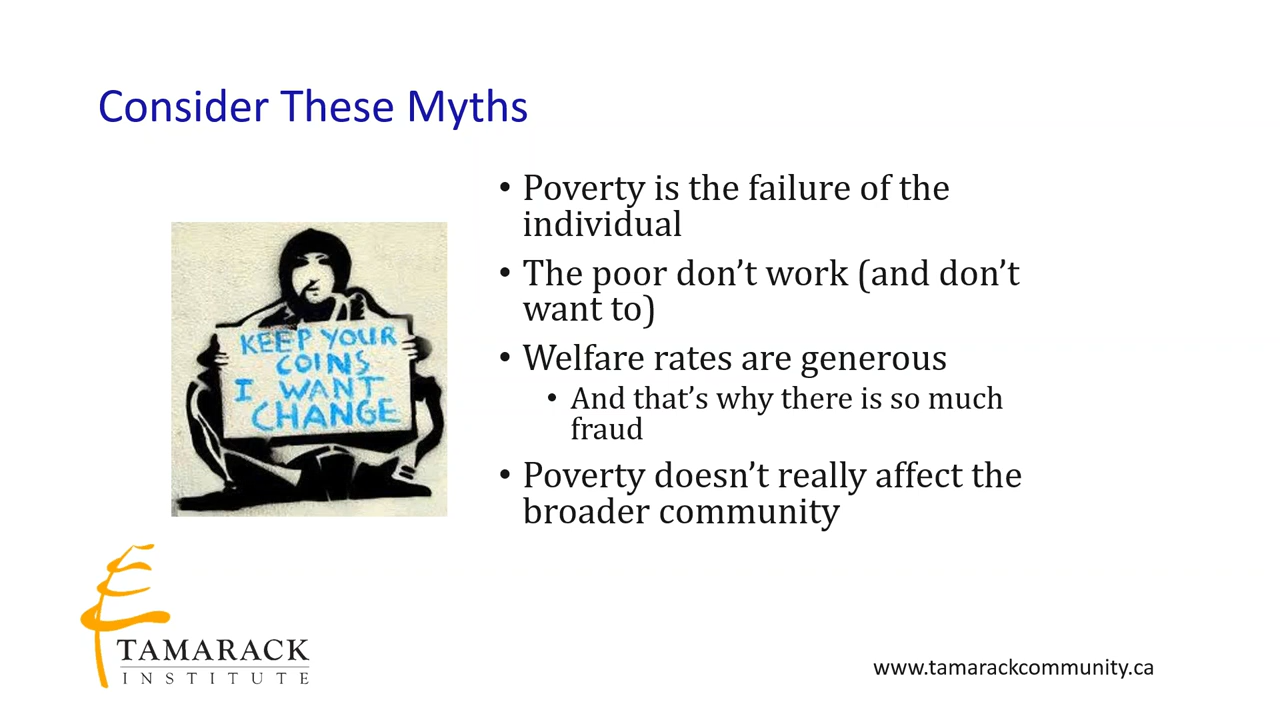 Consider These Myths
• Poverty is the failure of the
individual
• The poor don’t work (and don’t
want to)
• Welfare rates are generous
• And that’s why there is so much
fraud
• Poverty doesn’t really affect the
broader community
KEEP YOUR
COINS
I WANT
CHANGE
TAMARACK
INSTITUTE
www.tamarackcommunity.ca